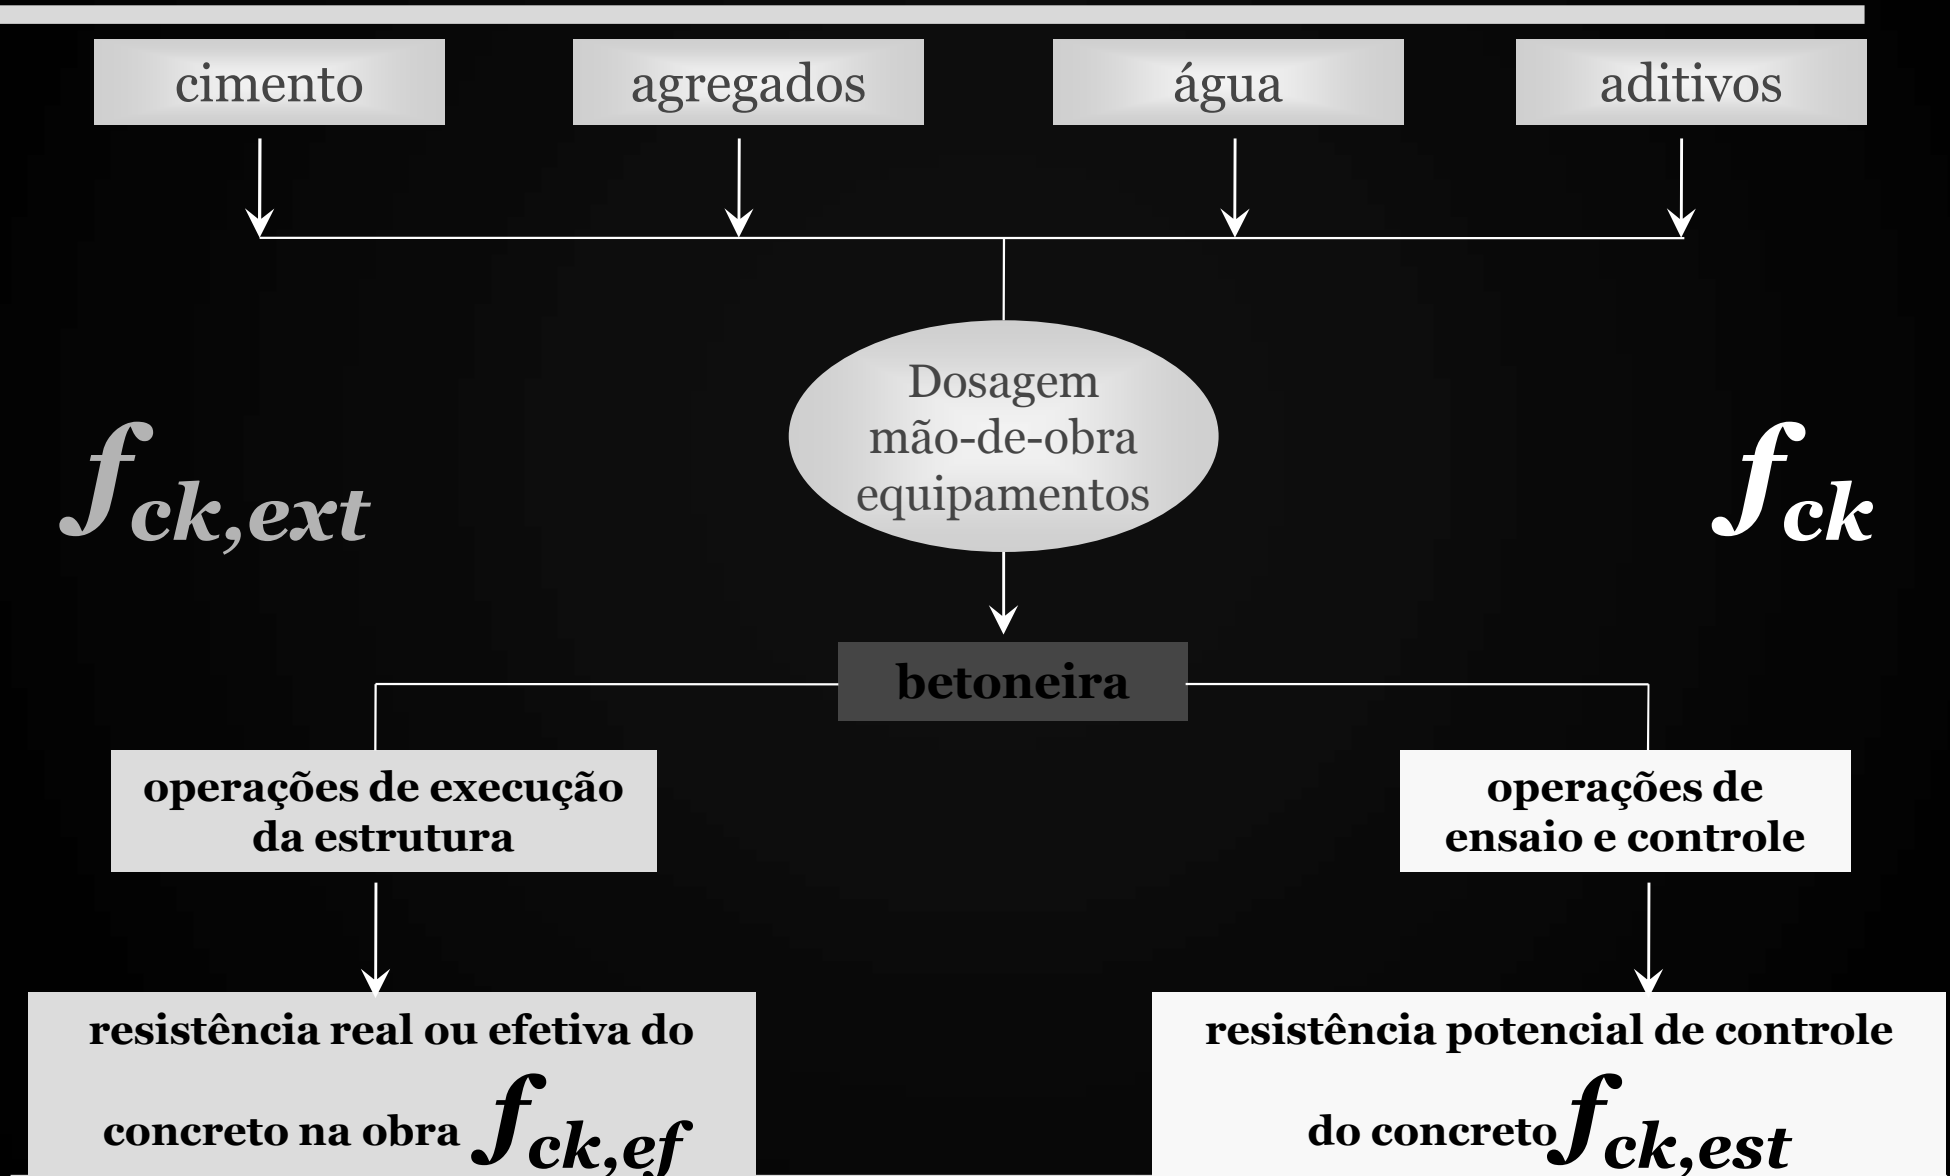 cimento
agregados
água
aditivos
Dosagem
mão-de-obra
equipamentos
fck,ext
fck
betoneira
operações de execução
da estrutura
operações de
ensaio e controle
resistência real ou efetiva do
concreto na obra fck,ef
resistência potencial de controle
do concreto fck,est